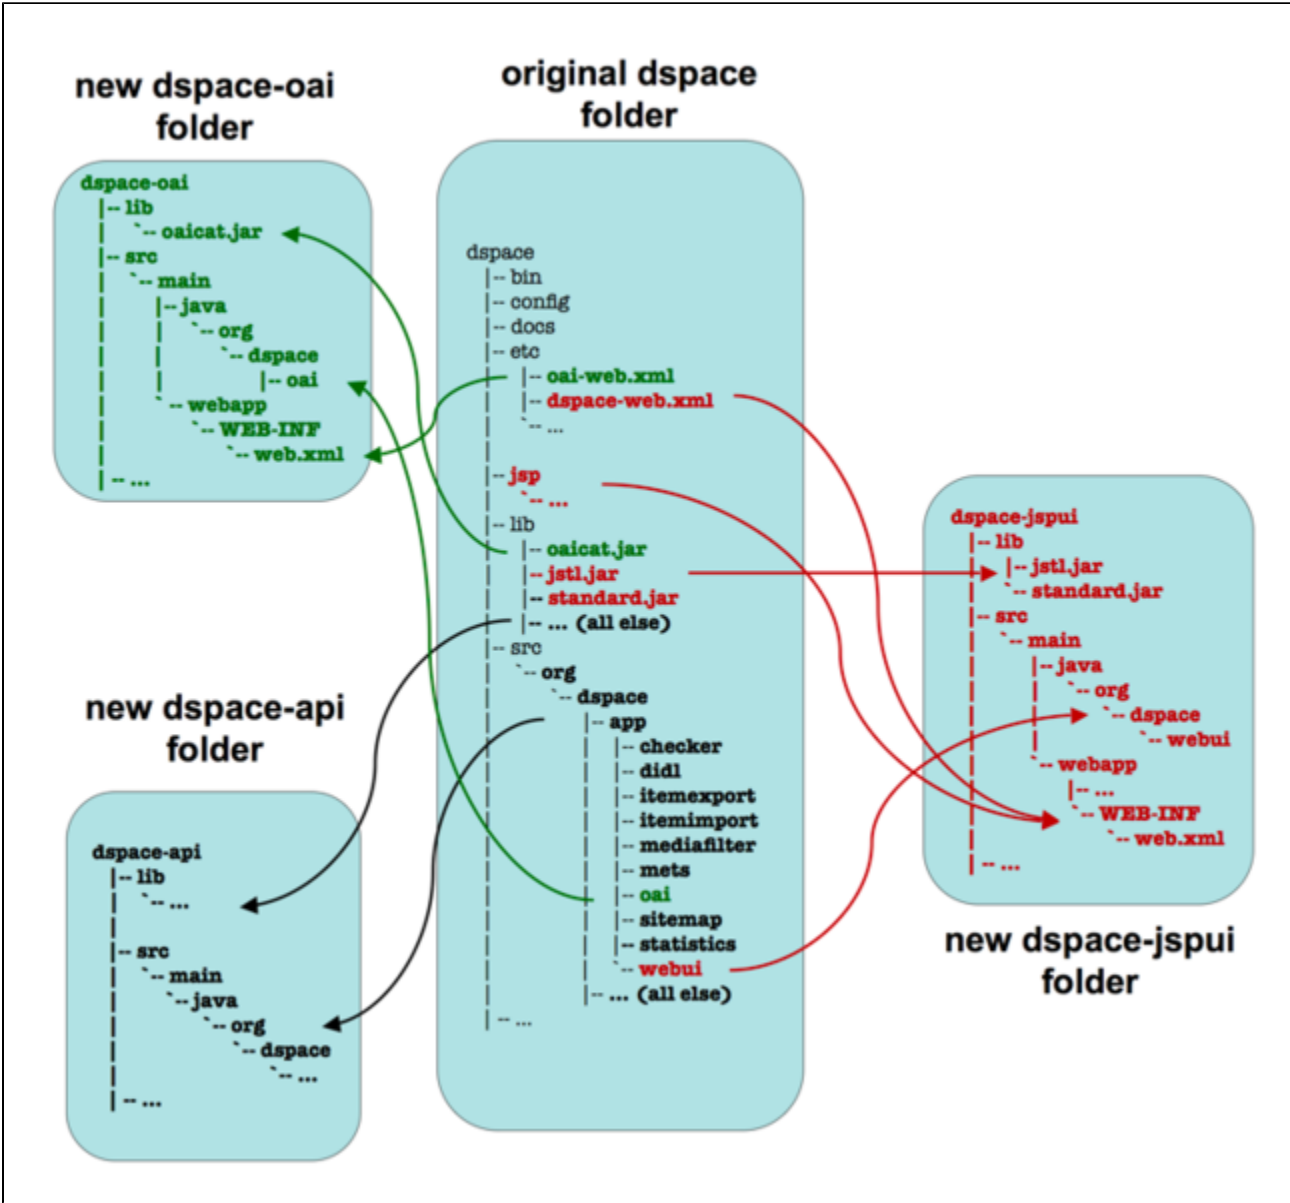 new dspace-oai
folder
dspace-oai
|-- lib
`-- oaicat.jar
|-- src
`-- main
|-- java
`-- org
`-- dspace
|-- oai
`-- webapp
`-- WEB-INF
`-- web.xml
|-- ...
original dspace
folder
dspace
|-- bin
|-- config
|-- docs
|-- etc
|-- oai-web.xml
|-- dspace-web.xml
`-- ...
|-- jsp
`-- ...
|-- lib
|-- oaicat.jar
|-- jstl.jar
|-- standard.jar
|-- ... (all else)
|-- src
`-- org
`-- dspace
|-- app
|-- checker
|-- didl
|-- itemexport
|-- itemimport
|-- mediafilter
|-- mets
|-- oai
|-- sitemap
|-- statistics
`-- webui
|-- ... (all else)
|-- ...
new dspace-api
folder
dspace-api
|-- lib
`-- ...
|-- src
`-- main
`-- java
`-- org
`-- dspace
`-- ...
|-- ...
dspace-jspui
|-- lib
|-- jstl.jar
`-- standard.jar
|-- src
`-- main
|-- java
`-- org
`-- dspace
`-- webui
`-- webapp
|-- ...
`-- WEB-INF
`-- web.xml
|-- ...
new dspace-jspui
folder